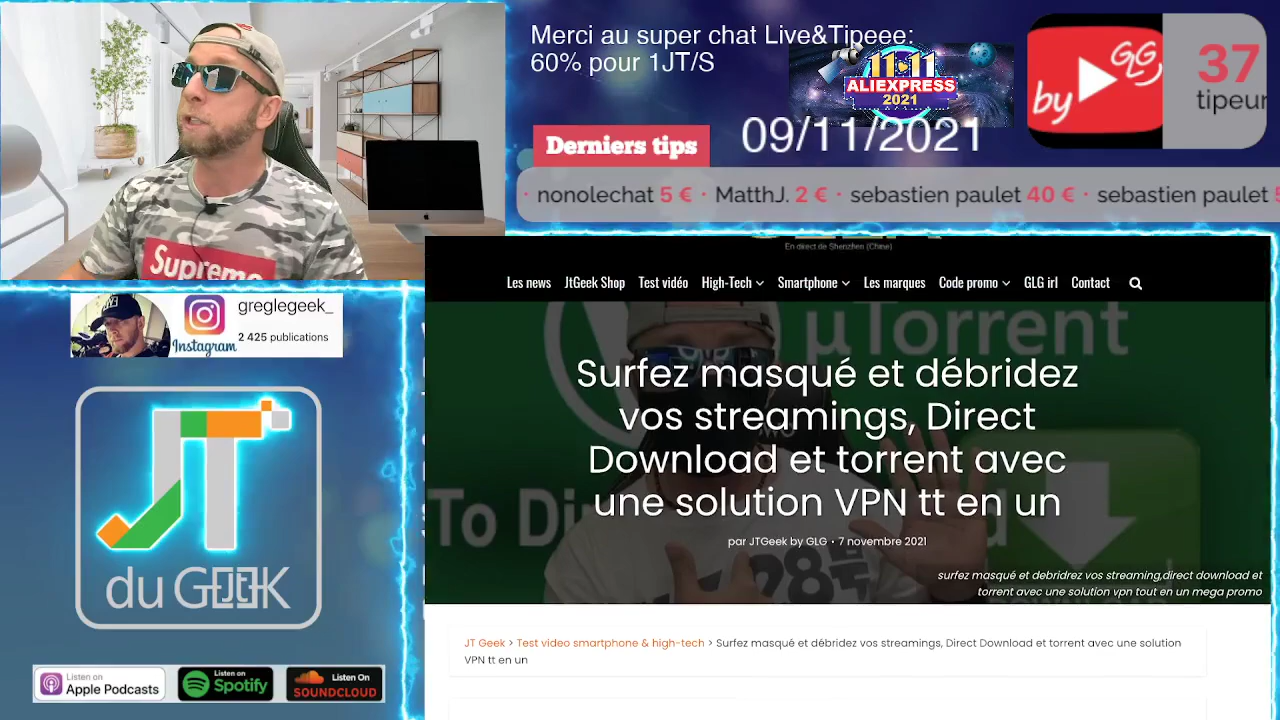 Merci au super chat Live&Tipeee:
60% pour 1JT/S
11·11
ALIEXPRESS
2021
by GLG
37
tipeur
Derniers tips
09/11/2021
· nonolechat 5 € · MatthJ. 2 € · sebastien paulet 40 € · sebastien paulet 5
Supreme
En direct de Shenzhen (Chine)
Les news JtGeek Shop Test vidéo High-Tech Smartphone Les marques Code promo GLG irl Contact
greglegeek_
2 425 publications
Instagram
µTorrent
Surfez masqué et débridez
vos streamings, Direct
Download et torrent avec
une solution VPN tt en un
To Di
par JTGeek by GLG • 7 novembre 2021
surfez masqué et debridrez vos streaming,direct download et
torrent avec une solution vpn tout en un mega promo
JT
du GEEK
JT Geek > Test video smartphone & high-tech > Surfez masqué et débridez vos streamings, Direct Download et torrent avec une solution
VPN tt en un
Listen on
Apple Podcasts
Listen on
Spotify
Listen On
SOUNDCLOUD